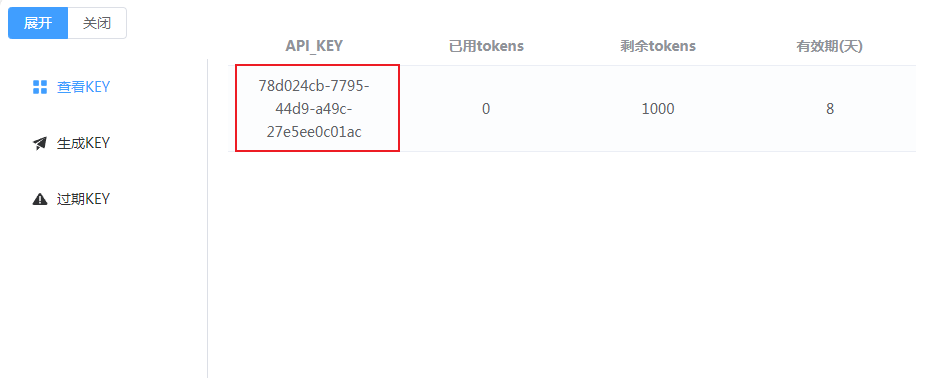 展开 关闭
API_KEY 已用tokens 剩余tokens 有效期(天)
查看KEY
生成KEY
过期KEY
78d024cb-7795-
44d9-a49c-
27e5ee0c01ac
0 1000 8